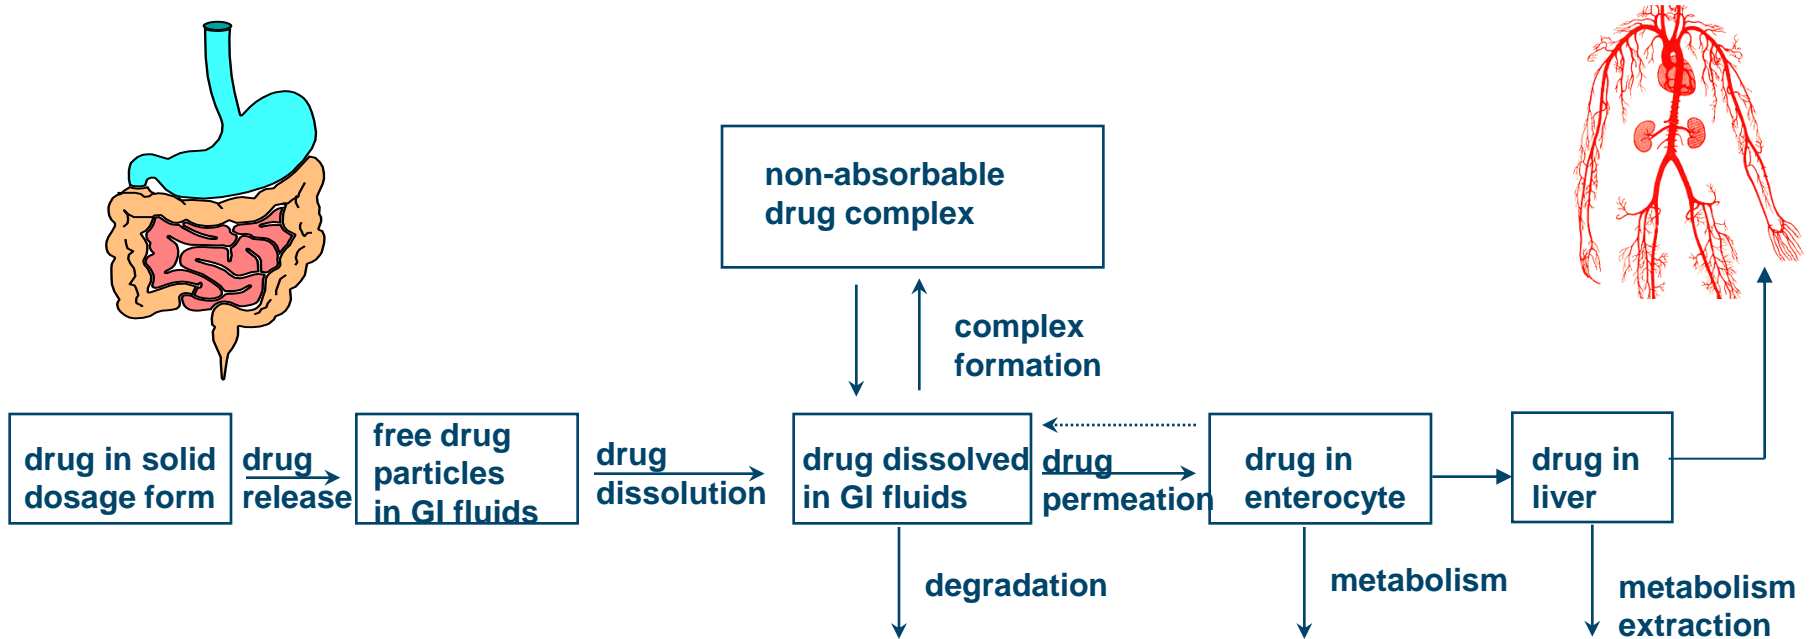 non-absorbable
drug complex
complex
formation
drug in solid
dosage form
drug
release
free drug
particles
in GI fluids
drug
dissolution
drug dissolved
in GI fluids
drug
permeation
drug in
enterocyte
drug in
liver
degradation
metabolism
metabolism
extraction